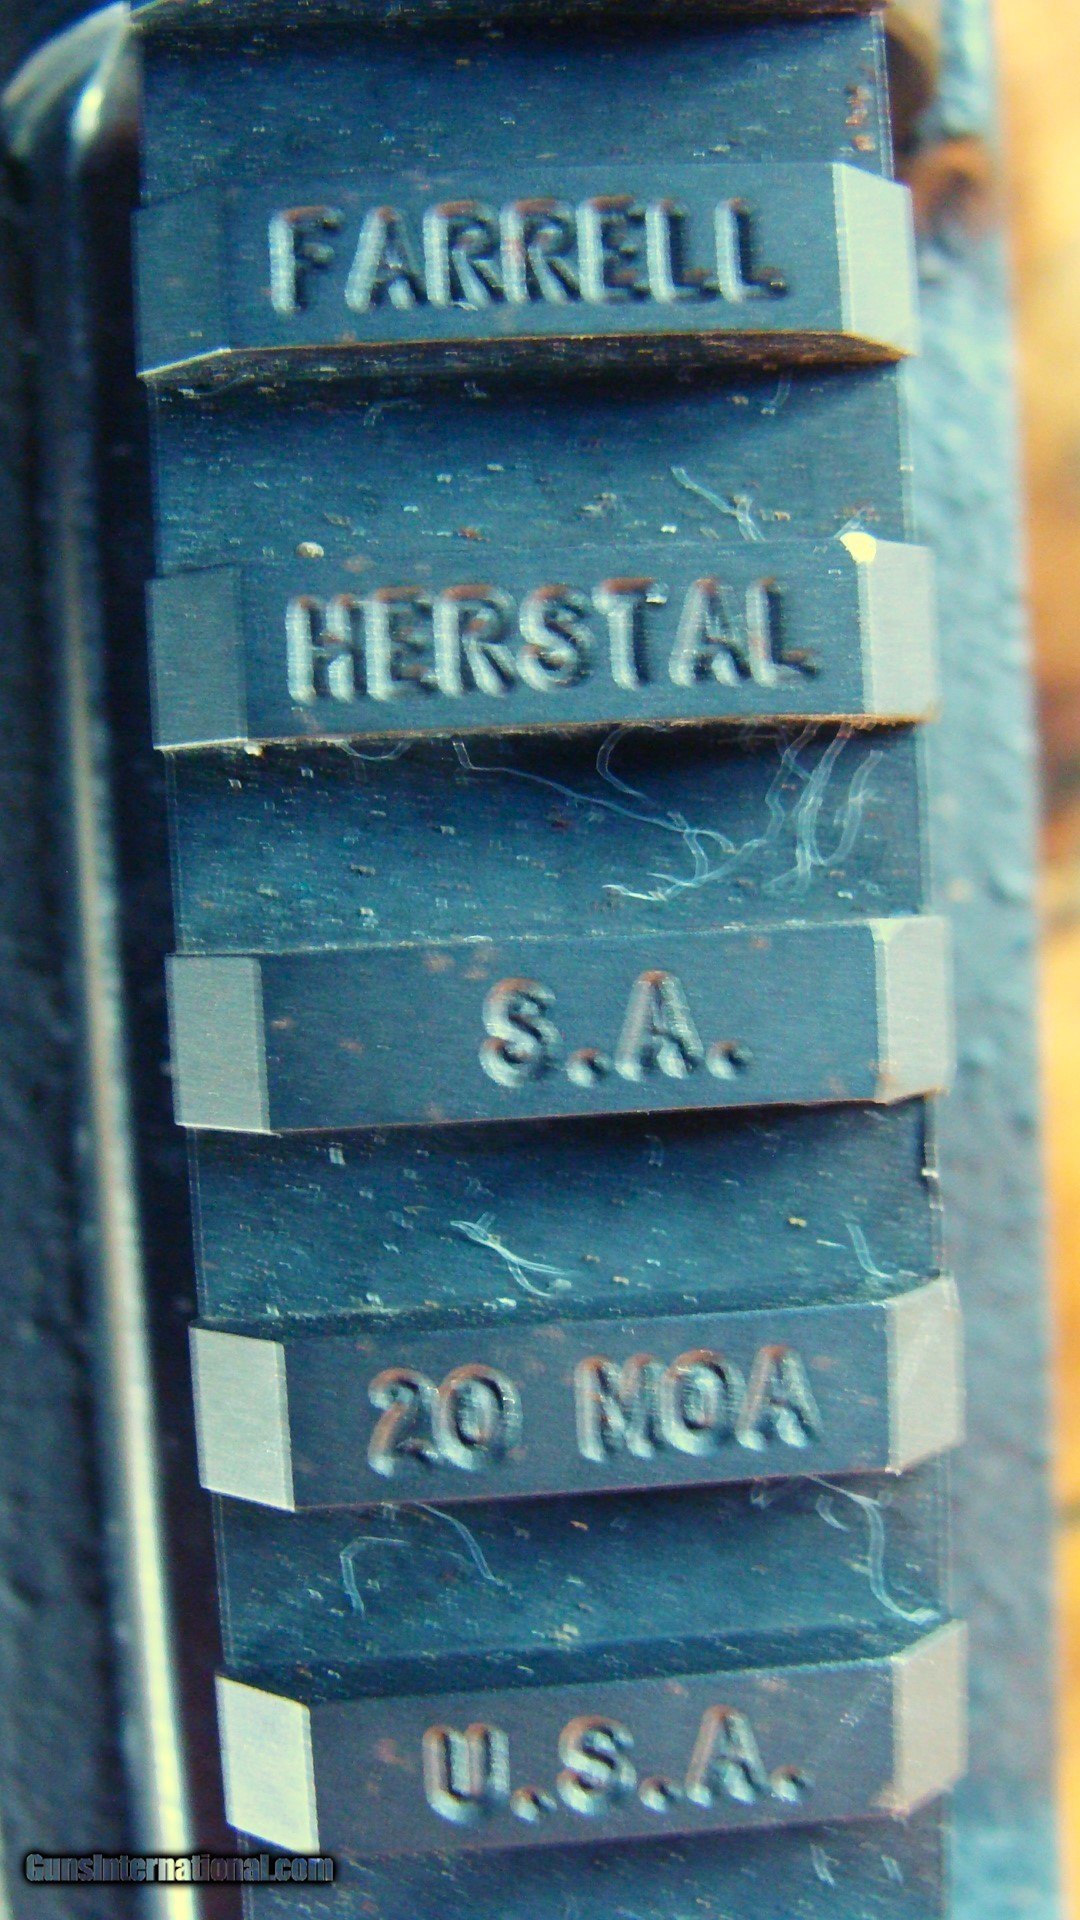 FARRELL
HERSTAL
S.A.
20 MOA
U.S.A.
GunsInternational.com